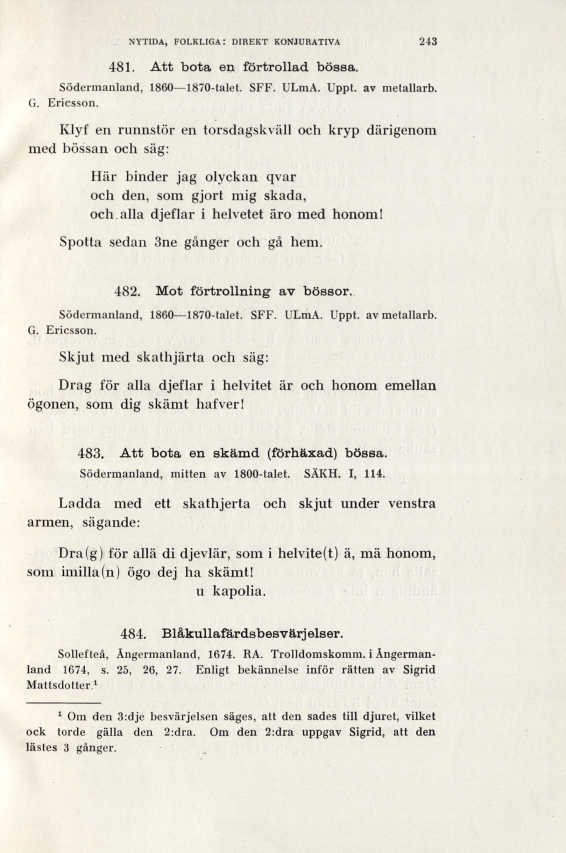 NYTIDA, FOLKLIGA: DIREKT KONJURATIVA 243
481. Att bota en förtrollad bössa.
Södermanland, 1860—1870-talet. SFF. ULmA. Uppt. av metallarb.
G. Ericsson.
Klyf en runnstör en torsdagskväll och kryp därigenom
med bössan och säg:
Här binder jag olyckan qvar
och den, som gjort mig skada,
och alla djeflar i helvetet äro med honom!
Spotta sedan 3ne gånger och gå hem.
482. Mot förtrollning av bössor.
Södermanland, 1860—1870-talet. SFF. ULmA. Uppt. av metallarb.
G. Ericsson.
Skjut med skathjärta och säg:
Drag för alla djeflar i helvitet är och honom emellan
ögonen, som dig skämt hafver!
483. Att bota en skämd (förhäxad) bössa.
Södermanland, mitten av 1800-talet. SÄKH. I, 114.
Ladda med ett skathjerta och skjut under venstra
armen, sägande:
Dra(g) för allä di djevlär, som i helvite(t) ä, mä honom,
som imilla(n) ögo dej ha skämt!
u kapolia.
484. Blåkullafärdsbesvärjelser.
Sollefteå, Ångermanland, 1674. RA. Trolldomskomm. i Ångerman-
land 1674, s. 25, 26, 27. Enligt bekännelse inför rätten av Sigrid
Mattsdotter.¹
¹ Om den 3:dje besvärjelsen säges, att den sades till djuret, vilket
ock torde gälla den 2:dra. Om den 2:dra uppgav Sigrid, att den
lästes 3 gånger.